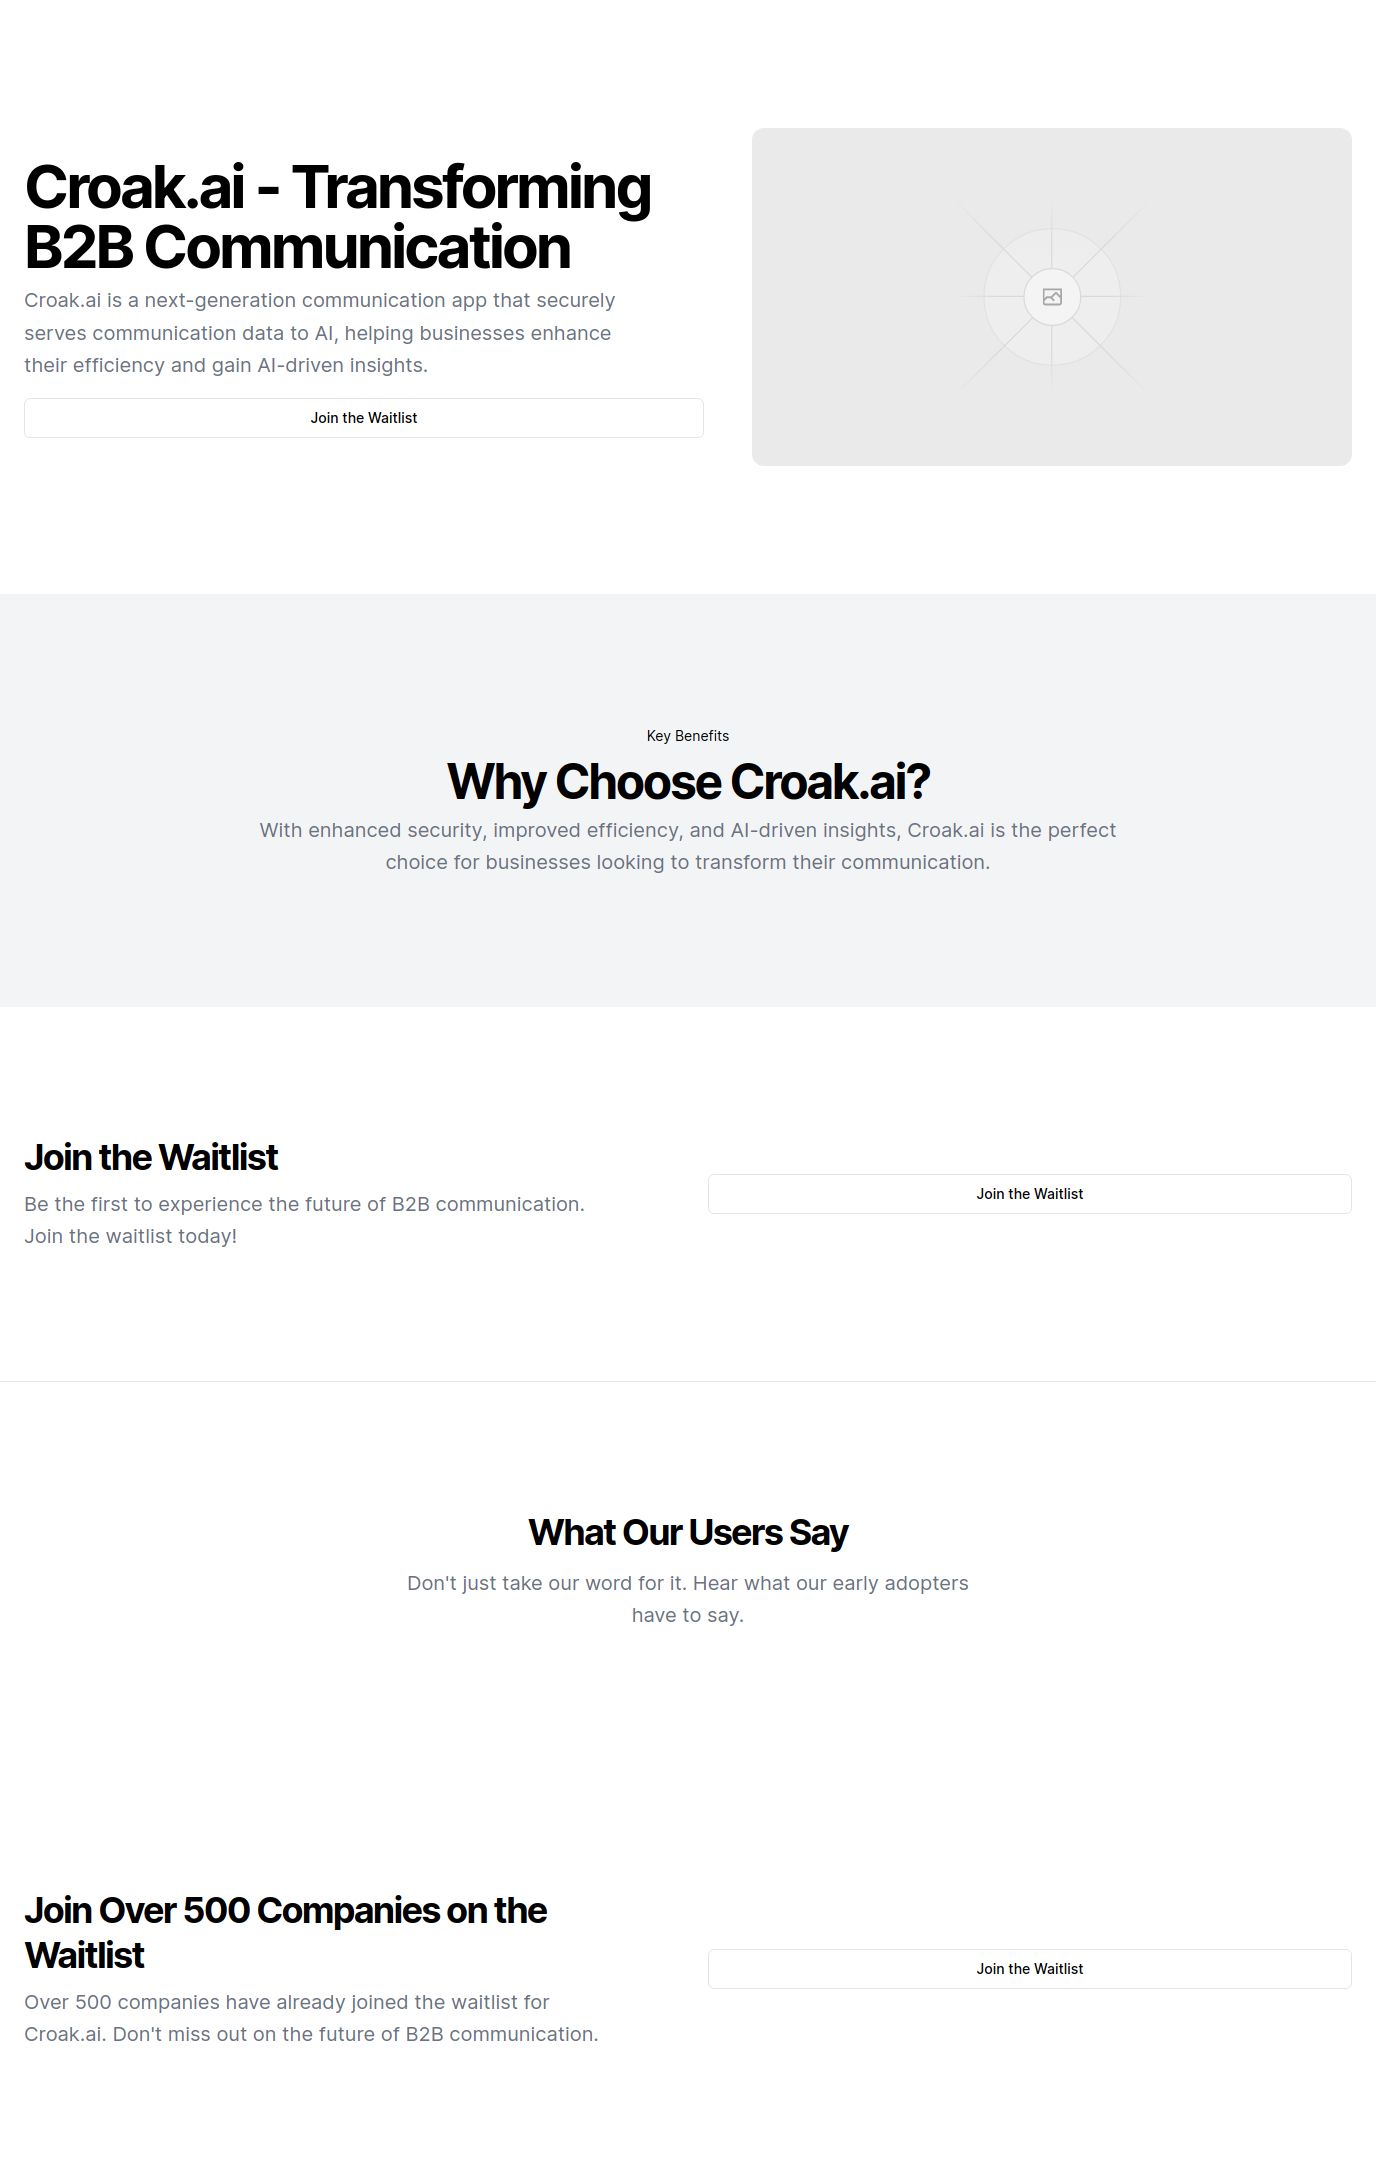 Croak.ai - Transforming
B2B Communication
Croak.ai is a next-generation communication app that securely
serves communication data to AI, helping businesses enhance
their efficiency and gain AI-driven insights.
Join the Waitlist
Key Benefits
Why Choose Croak.ai?
With enhanced security, improved efficiency, and AI-driven insights, Croak.ai is the perfect
choice for businesses looking to transform their communication.
Join the Waitlist
Be the first to experience the future of B2B communication.
Join the waitlist today!
Join the Waitlist
What Our Users Say
Don't just take our word for it. Hear what our early adopters
have to say.
Join Over 500 Companies on the
Waitlist
Over 500 companies have already joined the waitlist for
Croak.ai. Don't miss out on the future of B2B communication.
Join the Waitlist